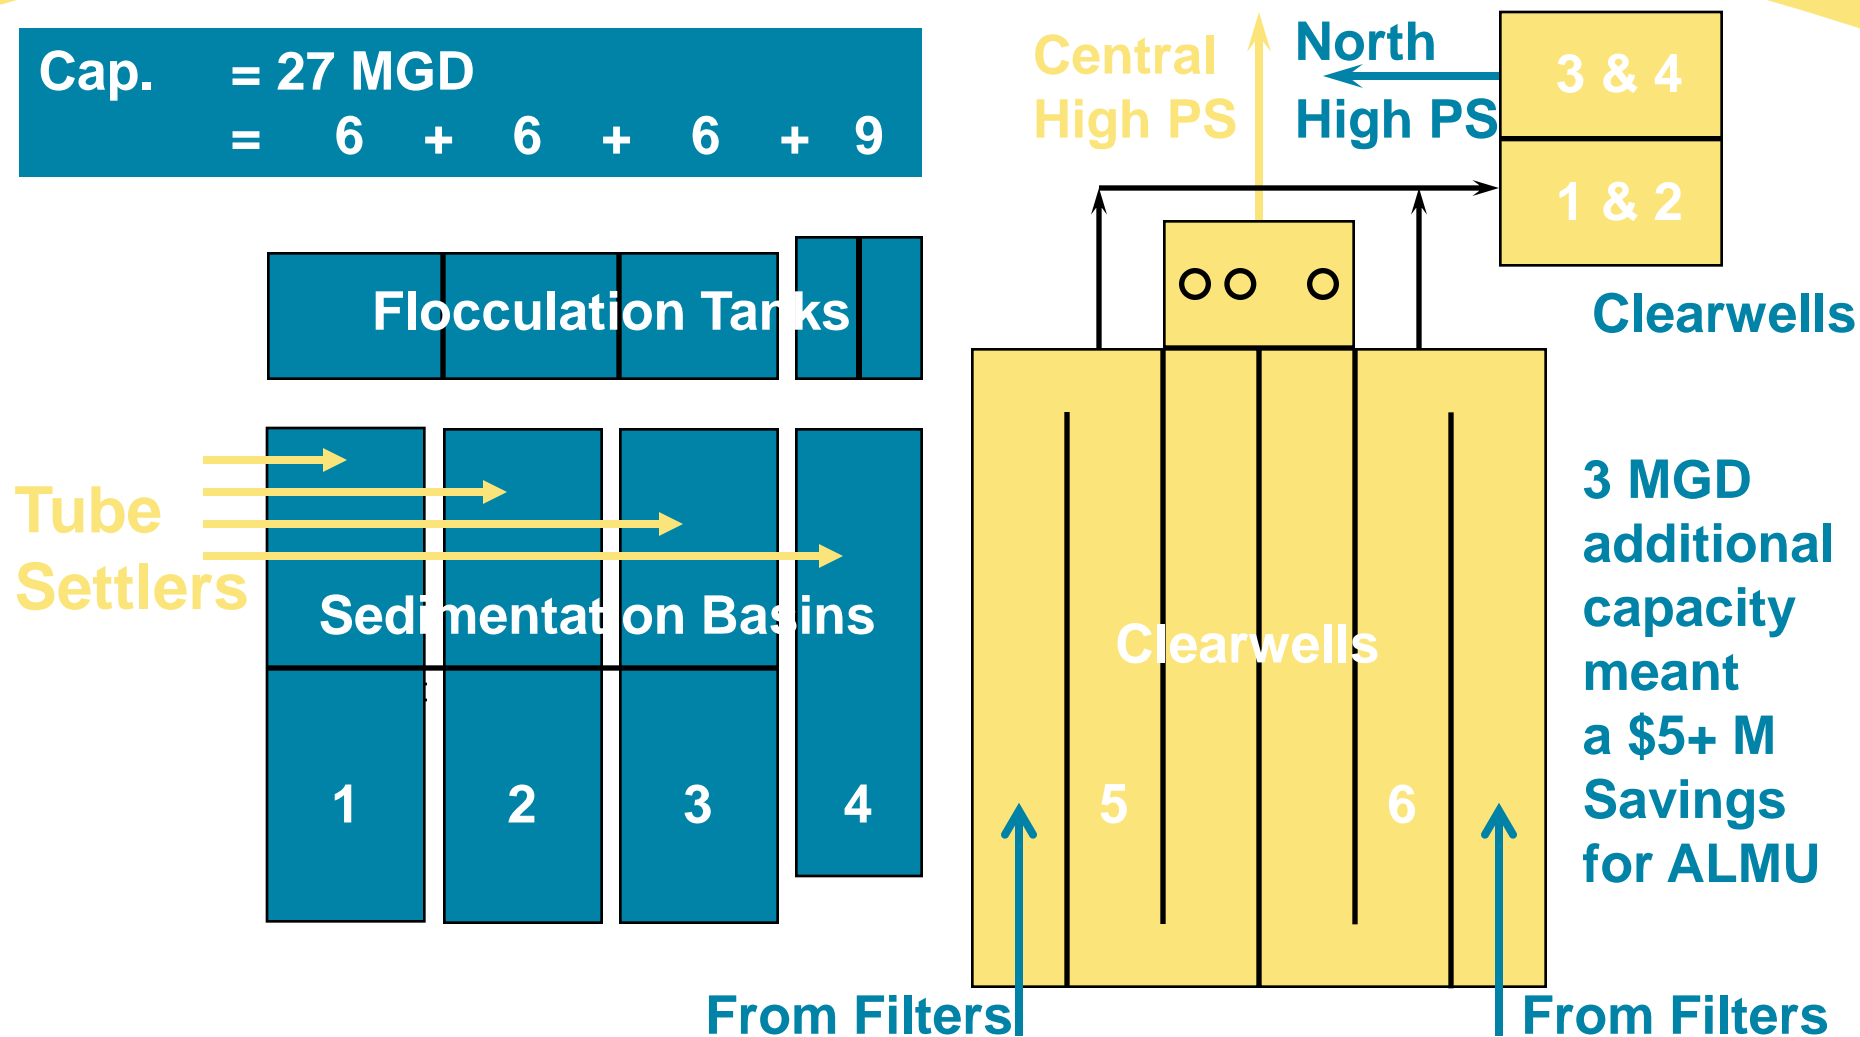 Cap. = 27 MGD
= 6 + 6 + 6 + 9
Central
High PS
North
High PS
3 & 4
1 & 2
Clearwells
Flocculation Tanks
Tube
Settlers
Sedimentation Basins
1 2 3 4
Clearwells
5 6
3 MGD
additional
capacity
meant
a $5+ M
Savings
for ALMU
From Filters
From Filters